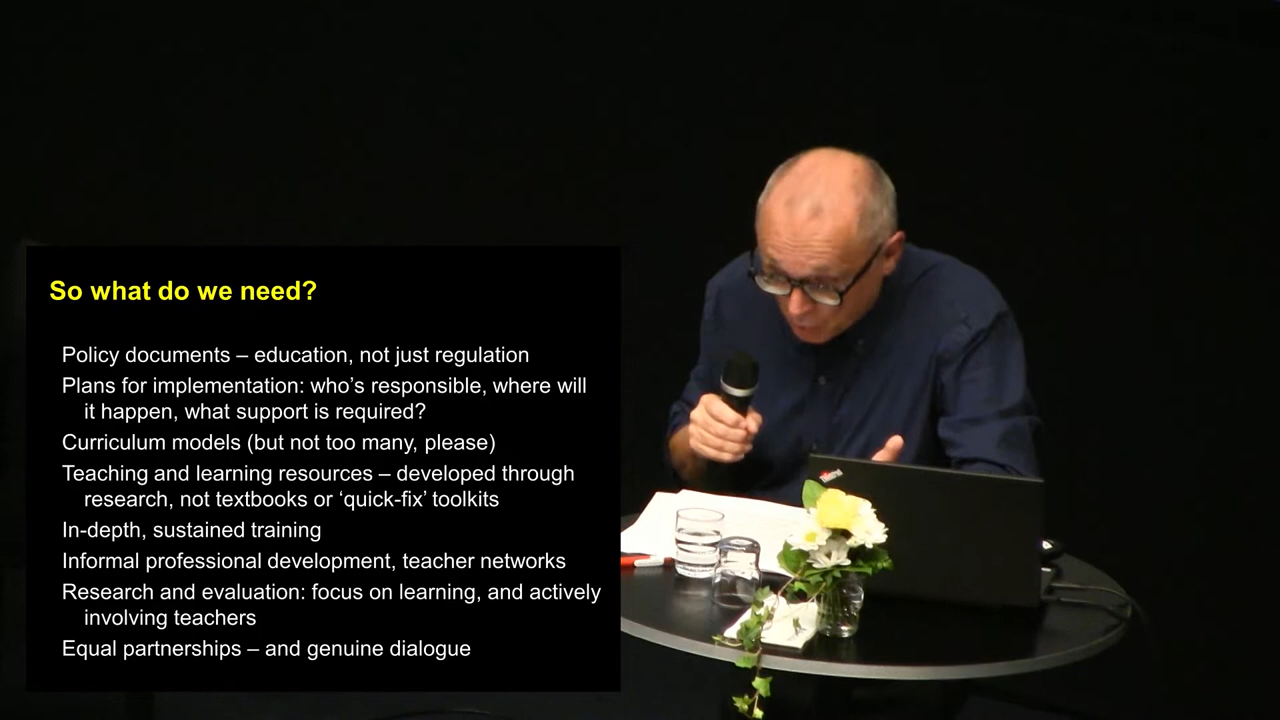 So what do we need?
Policy documents – education, not just regulation
Plans for implementation: who’s responsible, where will
it happen, what support is required?
Curriculum models (but not too many, please)
Teaching and learning resources – developed through
research, not textbooks or ‘quick-fix’ toolkits
In-depth, sustained training
Informal professional development, teacher networks
Research and evaluation: focus on learning, and actively
involving teachers
Equal partnerships – and genuine dialogue